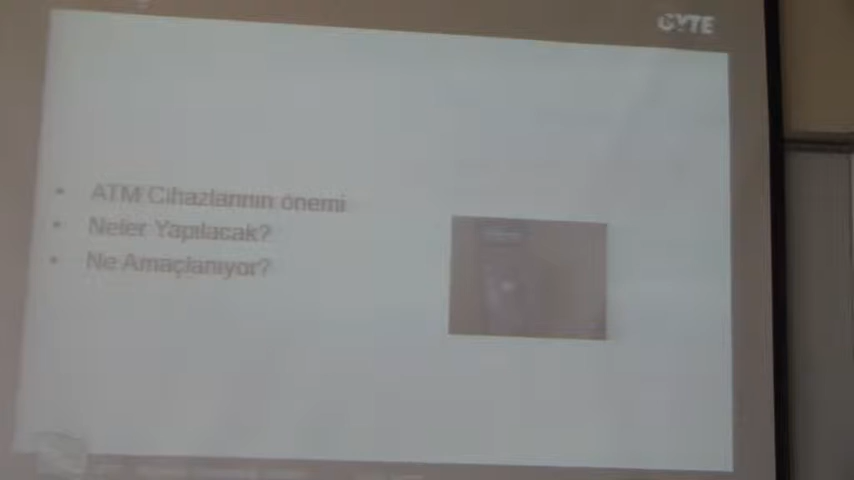 GYTE
ATM Cihazlarının önemi
Neler Yapılacak?
Ne Amaçlanıyor?